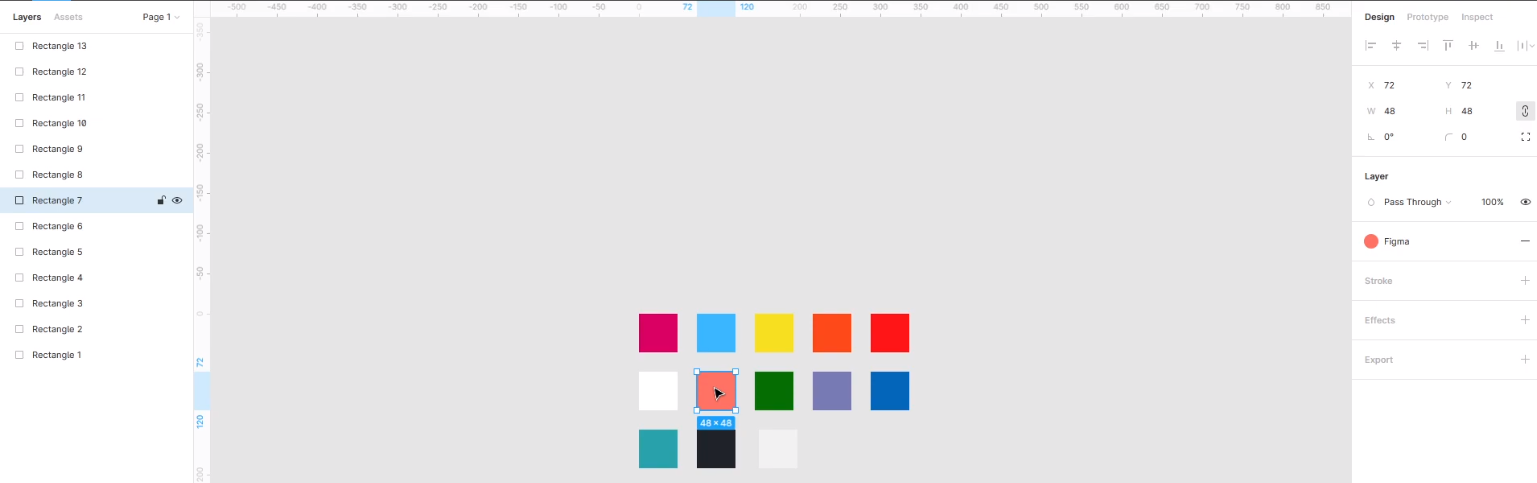 Layers Assets Page 1
Rectangle 13
Rectangle 12
Rectangle 11
Rectangle 10
Rectangle 9
Rectangle 8
Rectangle 7
Rectangle 6
Rectangle 5
Rectangle 4
Rectangle 3
Rectangle 2
Rectangle 1
-500 -450 -400 -350 -300 -250 -200 -150 -100 -50 0 72 120 200 250 300 350 400 450 500 550 600 650 700 750 800 850
-350
-300
-250
-200
-150
-100
-50
0
72
120
200
48 × 48
Design Prototype Inspect
X 72 Y 72
W 48 H 48
0° 0
Layer
Pass Through 100%
Figma
Stroke
Effects
Export